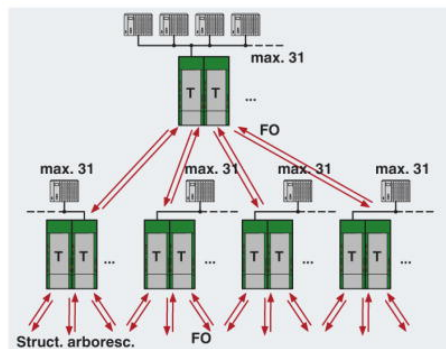 max. 31
T T ...
FO
max. 31 max. 31 max. 31 max. 31
T T ... T T ... T T ... T T ...
Struct. arboresc. FO